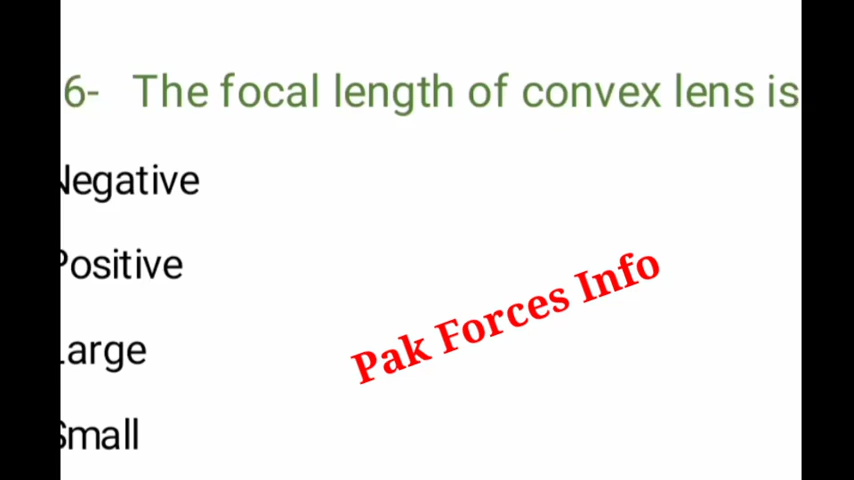 6- The focal length of convex lens is
Negative
Positive
Large
Small
Pak Forces Info